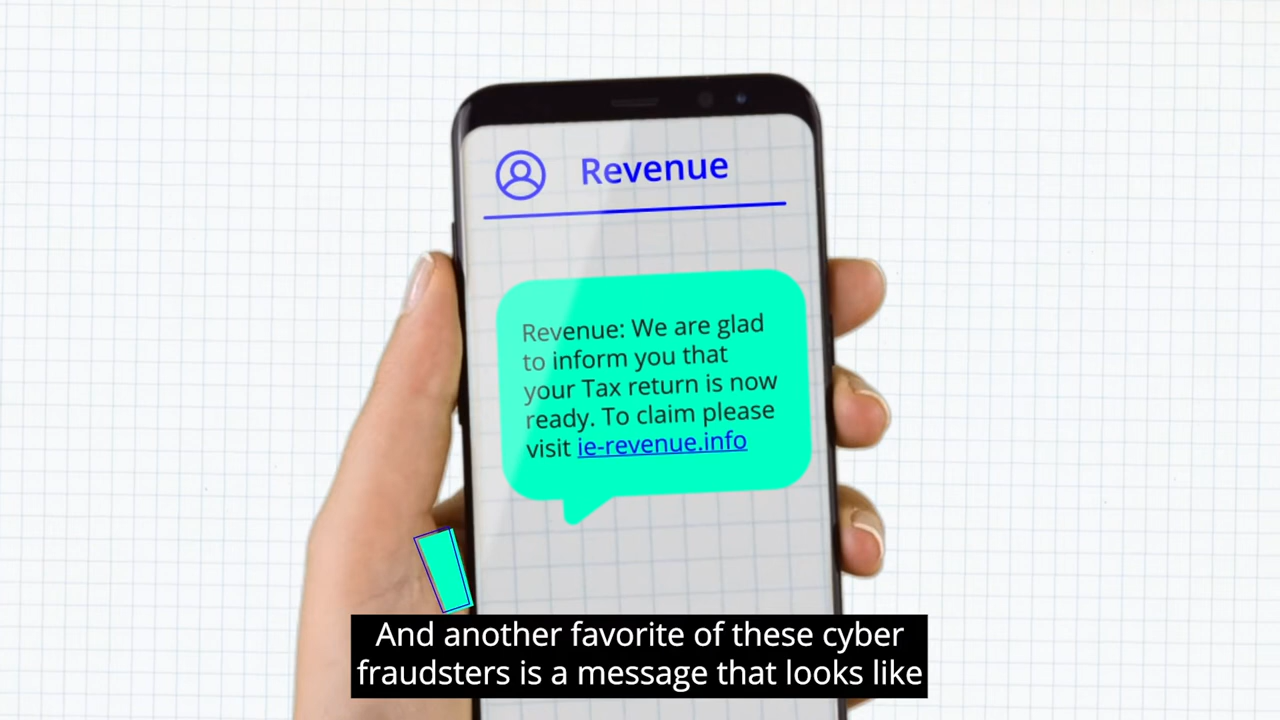 Revenue
Revenue: We are glad
to inform you that
your Tax return is now
ready. To claim please
visit ie-revenue.info
And another favorite of these cyber
fraudsters is a message that looks like